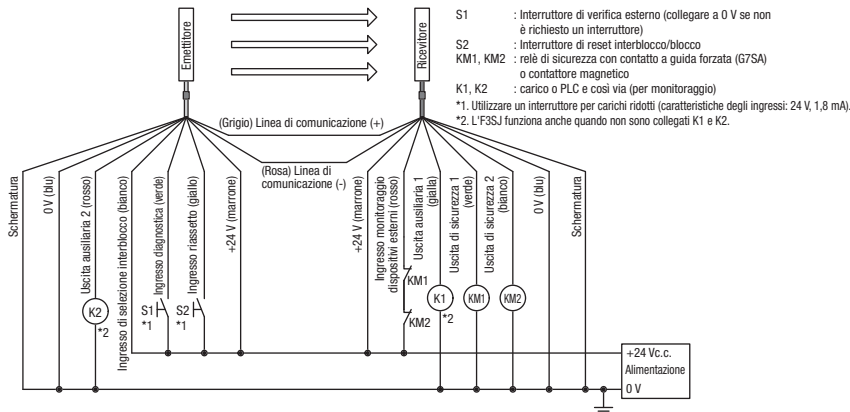 Emettitore
Ricevitore
S1 : Interruttore di verifica esterno (collegare a 0 V se non
è richiesto un interruttore)
S2 : Interruttore di reset interblocco/blocco
KM1, KM2 : relè di sicurezza con contatto a guida forzata (G7SA)
o contattore magnetico
K1, K2 : carico o PLC e così via (per monitoraggio)
*1. Utilizzare un interruttore per carichi ridotti (caratteristiche degli ingressi: 24 V, 1,8 mA).
*2. L'F3SJ funziona anche quando non sono collegati K1 e K2.
(Grigio) Linea di comunicazione (+)
(Rosa) Linea di
comunicazione (-)
Schermatura
0 V (blu)
Uscita ausiliaria 2 (rosso)
Ingresso di selezione interblocco (bianco)
Ingresso diagnostica (verde)
Ingresso riassetto (giallo)
+24 V (marrone)
+24 V (marrone)
Ingresso monitoraggio
dispositivi esterni (rosso)
Uscita ausiliaria 1
(gialla)
Uscita di sicurezza 1
(verde)
Uscita di sicurezza 2
(bianco)
0 V (blu)
Schermatura
K2
*2
S1
*1
S2
*1
KM1
KM2
K1
*2
KM1
KM2
+24 Vc.c.
Alimentazione
0 V